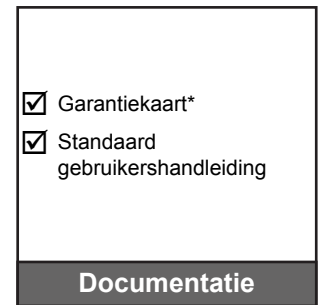 ☑ Garantiekaart*
☑ Standaard
gebruikershandleiding
Documentatie